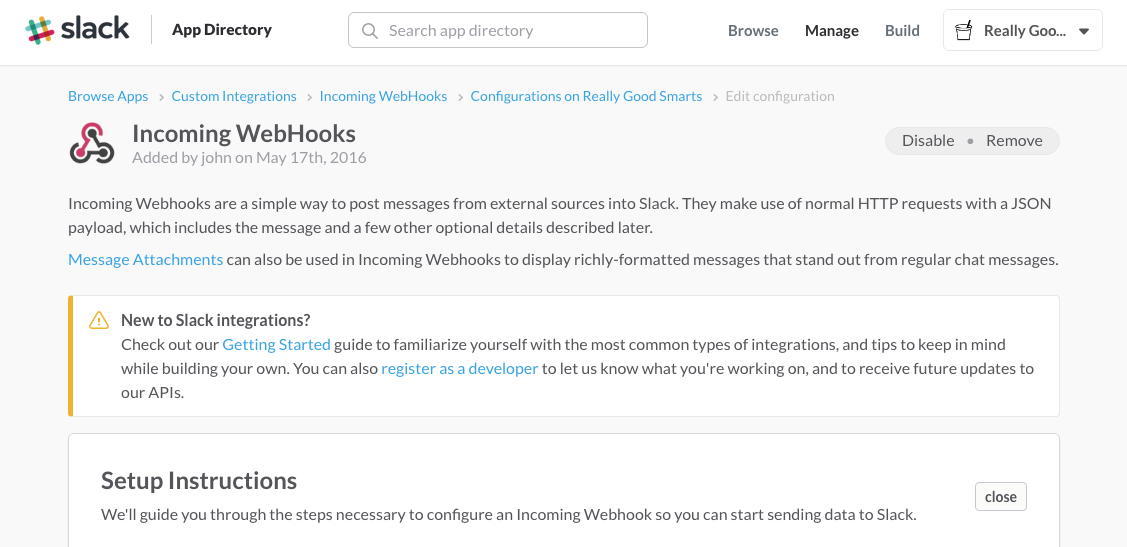 slack App Directory Search app directory Browse Manage Build Really Goo...
Browse Apps > Custom Integrations > Incoming WebHooks > Configurations on Really Good Smarts > Edit configuration
Incoming WebHooks
Added by john on May 17th, 2016
Disable • Remove
Incoming Webhooks are a simple way to post messages from external sources into Slack. They make use of normal HTTP requests with a JSON
payload, which includes the message and a few other optional details described later.
Message Attachments can also be used in Incoming Webhooks to display richly-formatted messages that stand out from regular chat messages.
New to Slack integrations?
Check out our Getting Started guide to familiarize yourself with the most common types of integrations, and tips to keep in mind
while building your own. You can also register as a developer to let us know what you're working on, and to receive future updates to
our APIs.
Setup Instructions
close
We'll guide you through the steps necessary to configure an Incoming Webhook so you can start sending data to Slack.